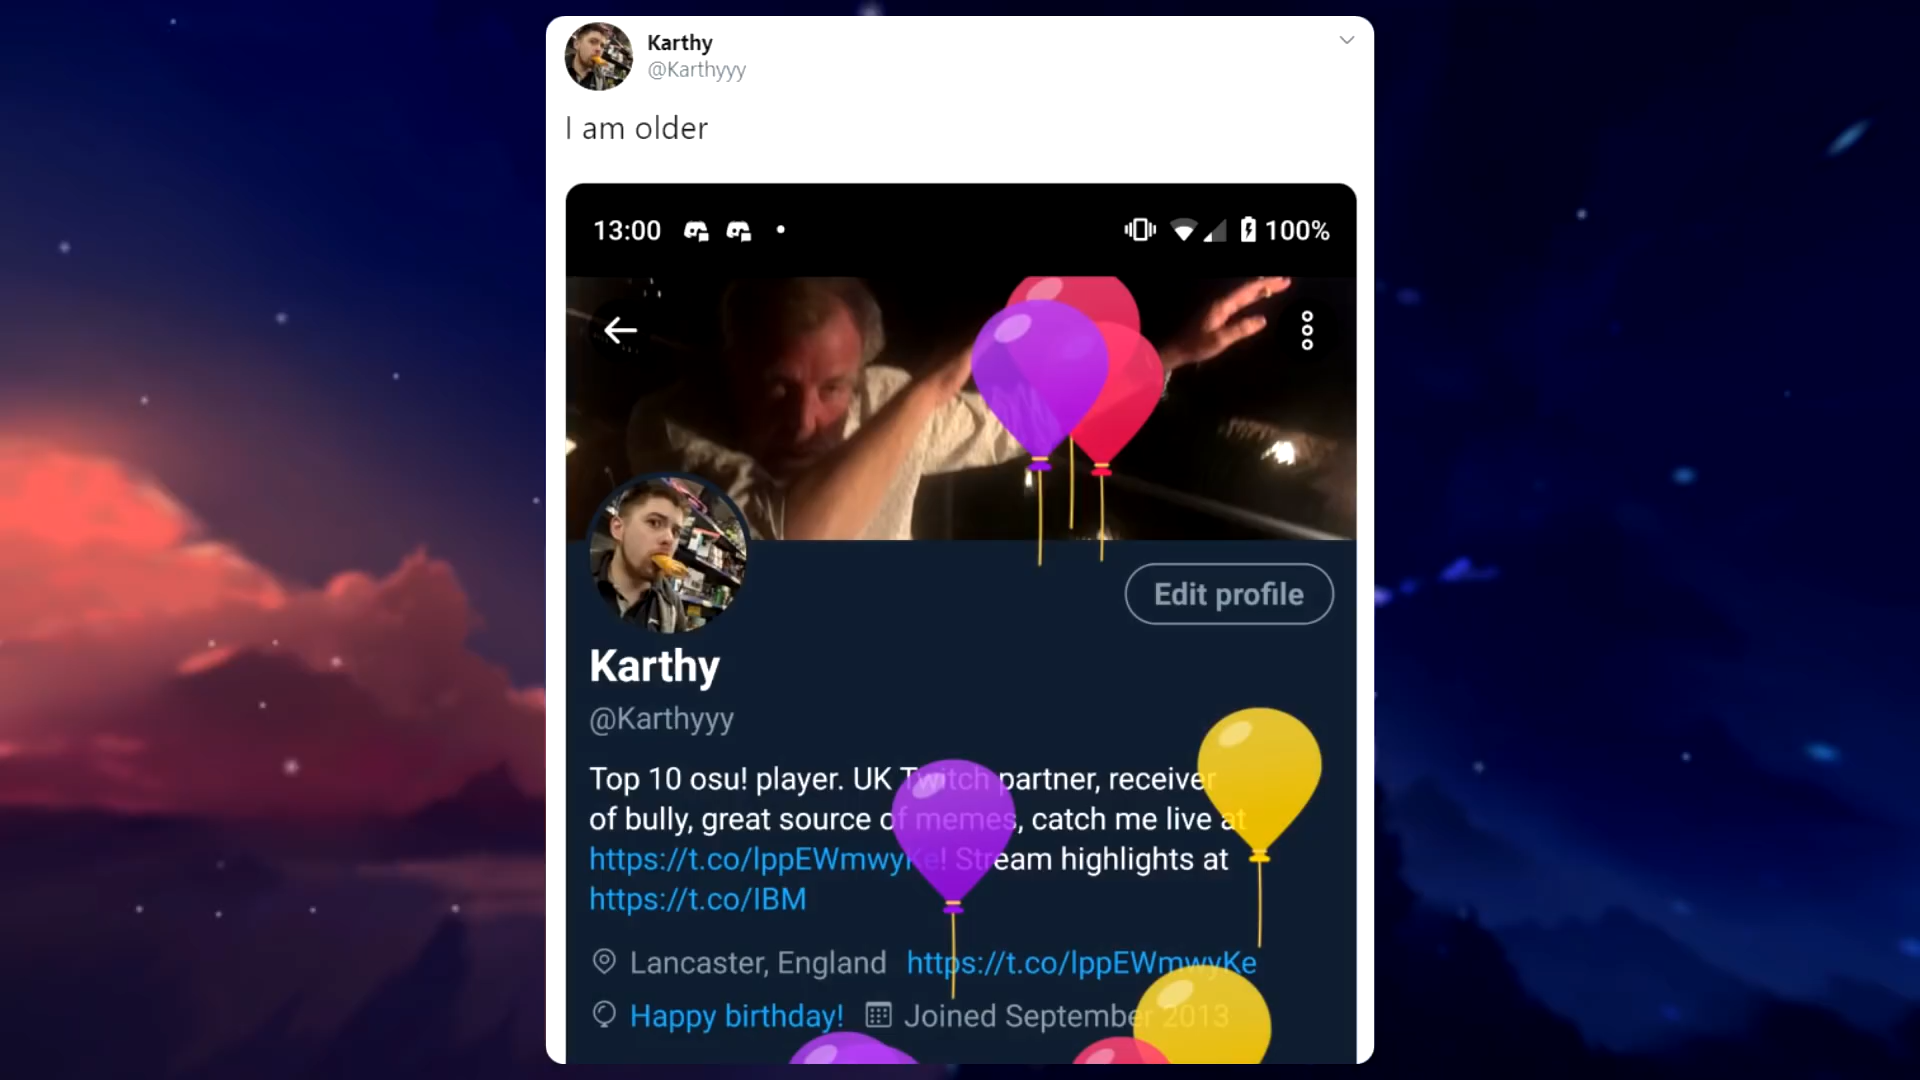 Karthy
@Karthyyy
I am older
13:00 100%
Edit profile
Karthy
@Karthyyy
Top 10 osu! player. UK Twitch partner, receiver
of bully, great source of memes, catch me live at
https://t.co/lppEWmwyKe! Stream highlights at
https://t.co/IBM
Lancaster, England https://t.co/lppEWmwyKe
Happy birthday! Joined September 2013